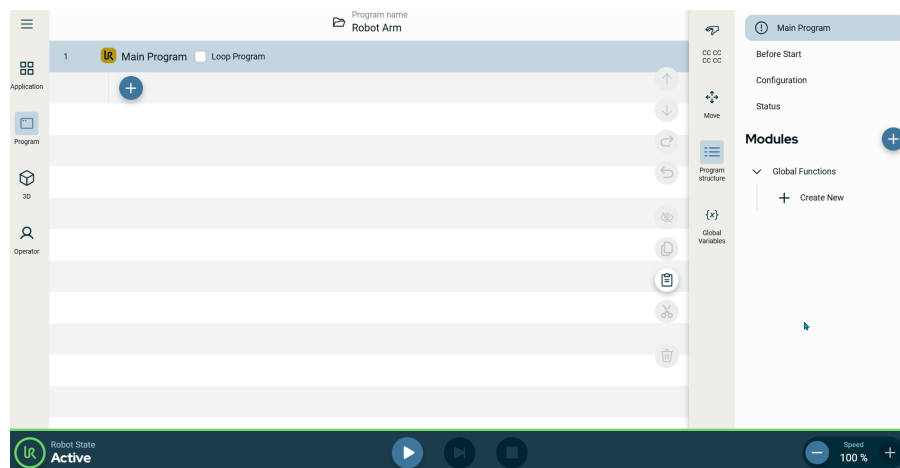 Program name
Robot Arm
Application
Program
3D
Operator
1 UR Main Program Loop Program
CC CC
CC CC
Move
Program
structure
{x}
Global
Variables
Main Program
Before Start
Configuration
Status
Modules
Global Functions
Create New
UR
Robot State
Active
Speed
100 %